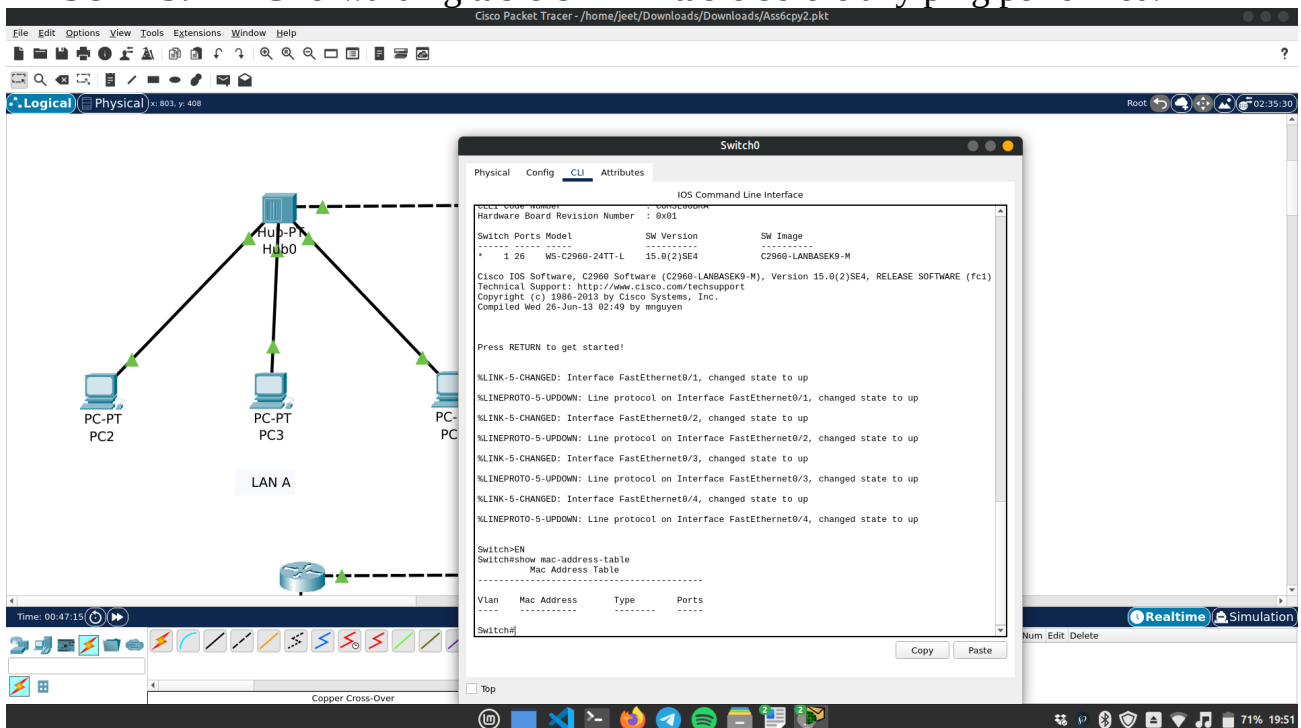 Cisco Packet Tracer - /home/jeet/Downloads/Downloads/Ass6cpy2.pkt
File Edit Options View Tools Extensions Window Help
?
Logical Physical x: 803, y: 408
Root 02:35:30
Switch0
Physical Config CLI Attributes
IOS Command Line Interface
Hardware Board Revision Number : 0x01
Switch Ports Model SW Version SW Image
------ ----- ----- ---------- ----------
* 1 26 WS-C2960-24TT-L 15.0(2)SE4 C2960-LANBASEK9-M
Cisco IOS Software, C2960 Software (C2960-LANBASEK9-M), Version 15.0(2)SE4, RELEASE SOFTWARE (fc1)
Technical Support: http://www.cisco.com/techsupport
Copyright (c) 1986-2013 by Cisco Systems, Inc.
Compiled Wed 26-Jun-13 02:49 by mnguyen
Press RETURN to get started!
%LINK-5-CHANGED: Interface FastEthernet0/1, changed state to up
%LINEPROTO-5-UPDOWN: Line protocol on Interface FastEthernet0/1, changed state to up
%LINK-5-CHANGED: Interface FastEthernet0/2, changed state to up
%LINEPROTO-5-UPDOWN: Line protocol on Interface FastEthernet0/2, changed state to up
%LINK-5-CHANGED: Interface FastEthernet0/3, changed state to up
%LINEPROTO-5-UPDOWN: Line protocol on Interface FastEthernet0/3, changed state to up
%LINK-5-CHANGED: Interface FastEthernet0/4, changed state to up
%LINEPROTO-5-UPDOWN: Line protocol on Interface FastEthernet0/4, changed state to up
Switch>EN
Switch#show mac-address-table
Mac Address Table
-------------------------------------------
Vlan Mac Address Type Ports
---- ----------- -------- -----
Switch#
Copy Paste
Top
Hub-PT
Hub0
PC-PT
PC2
PC-PT
PC3
PC-
PC
LAN A
Time: 00:47:15
Realtime Simulation
Num Edit Delete
Copper Cross-Over
2 2
71% 19:51